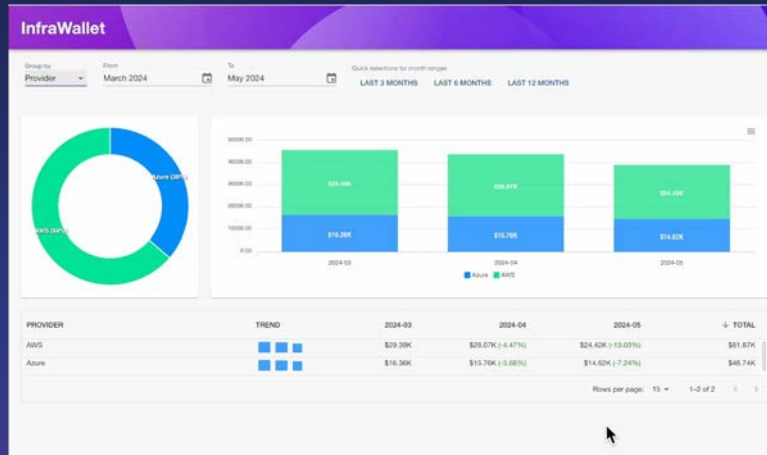 InfraWallet
Group by From To Quick selections for month ranges
Provider March 2024 May 2024 LAST 3 MONTHS LAST 6 MONTHS LAST 12 MONTHS
Azure (36%)
AWS (64%)
50000.00
40000.00
30000.00
20000.00
10000.00
0.00
$29.39K $28.07K $24.42K
$16.36K $15.76K $14.62K
2024-03 2024-04 2024-05
Azure AWS
PROVIDER TREND 2024-03 2024-04 2024-05 ↓ TOTAL
AWS $29.39K $28.07K (-4.47%) $24.42K (-13.03%) $81.87K
Azure $16.36K $15.76K (-3.68%) $14.62K (-7.24%) $46.74K
Rows per page: 15 1–2 of 2